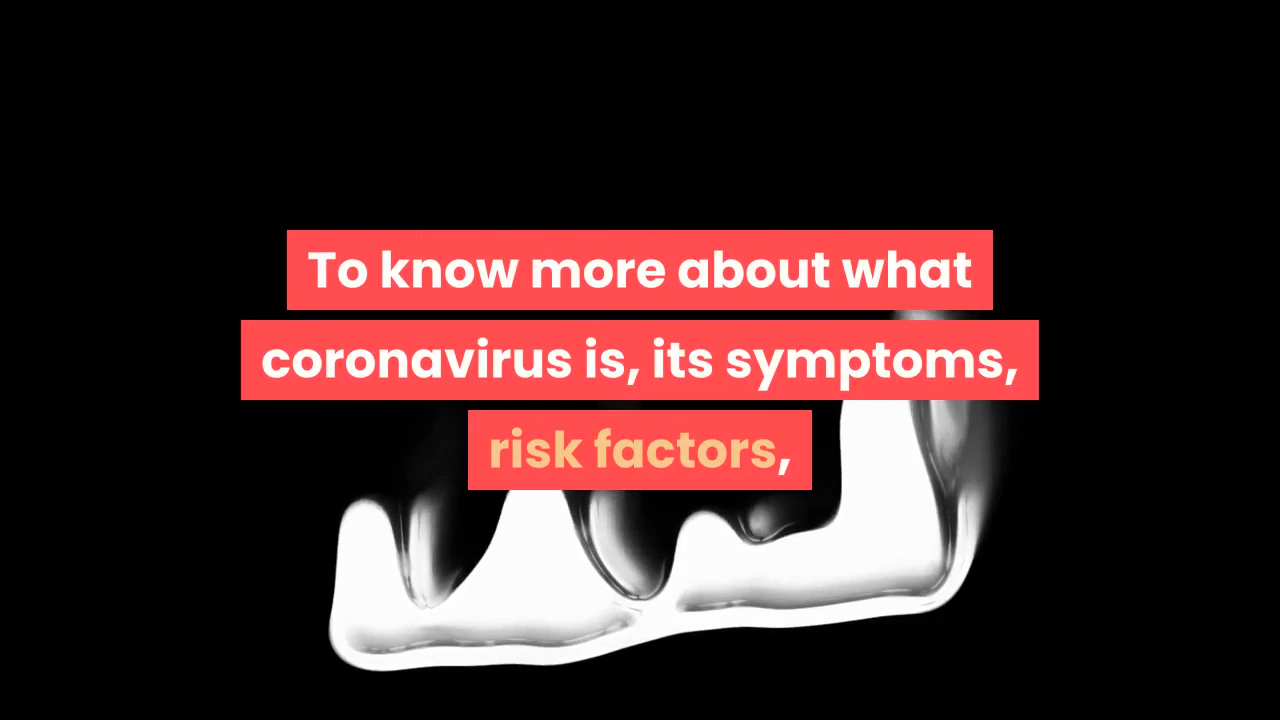 To know more about what
coronavirus is, its symptoms,
risk factors,